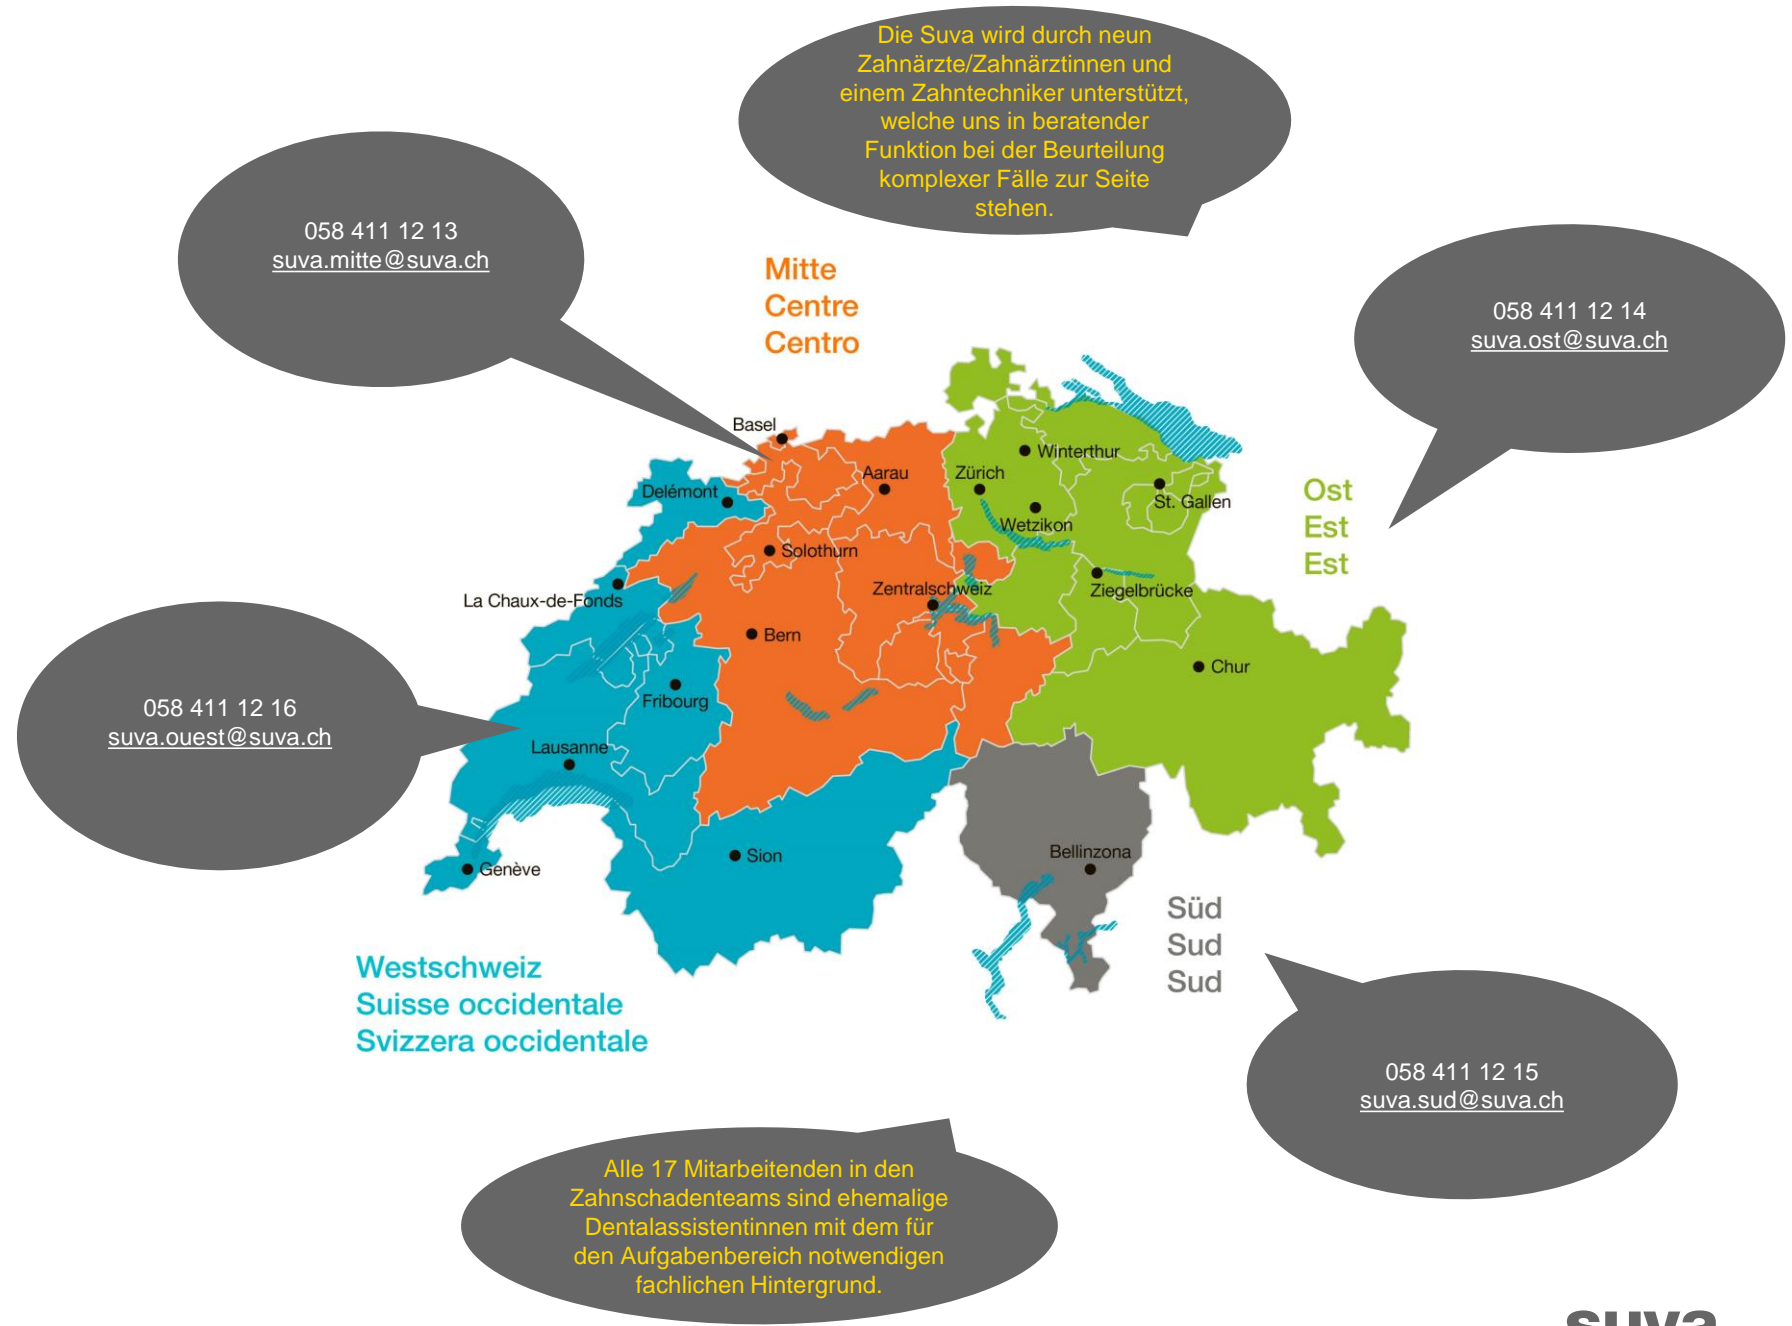 Die Suva wird durch neun
Zahnärzte/Zahnärztinnen und
einem Zahntechniker unterstützt,
welche uns in beratender
Funktion bei der Beurteilung
komplexer Fälle zur Seite
stehen.
058 411 12 13
suva.mitte@suva.ch
Mitte
Centre
Centro
058 411 12 14
suva.ost@suva.ch
Basel
Winterthur
Aarau
Zürich
Delémont
St. Gallen
Ost
Est
Est
Wetzikon
Solothurn
Zentralschweiz
Ziegelbrücke
La Chaux-de-Fonds
Bern
Chur
Fribourg
058 411 12 16
suva.ouest@suva.ch
Lausanne
Sion
Bellinzona
Genève
Süd
Sud
Sud
Westschweiz
Suisse occidentale
Svizzera occidentale
058 411 12 15
suva.sud@suva.ch
Alle 17 Mitarbeitenden in den
Zahnschadenteams sind ehemalige
Dentalassistentinnen mit dem für
den Aufgabenbereich notwendigen
fachlichen Hintergrund.
suva